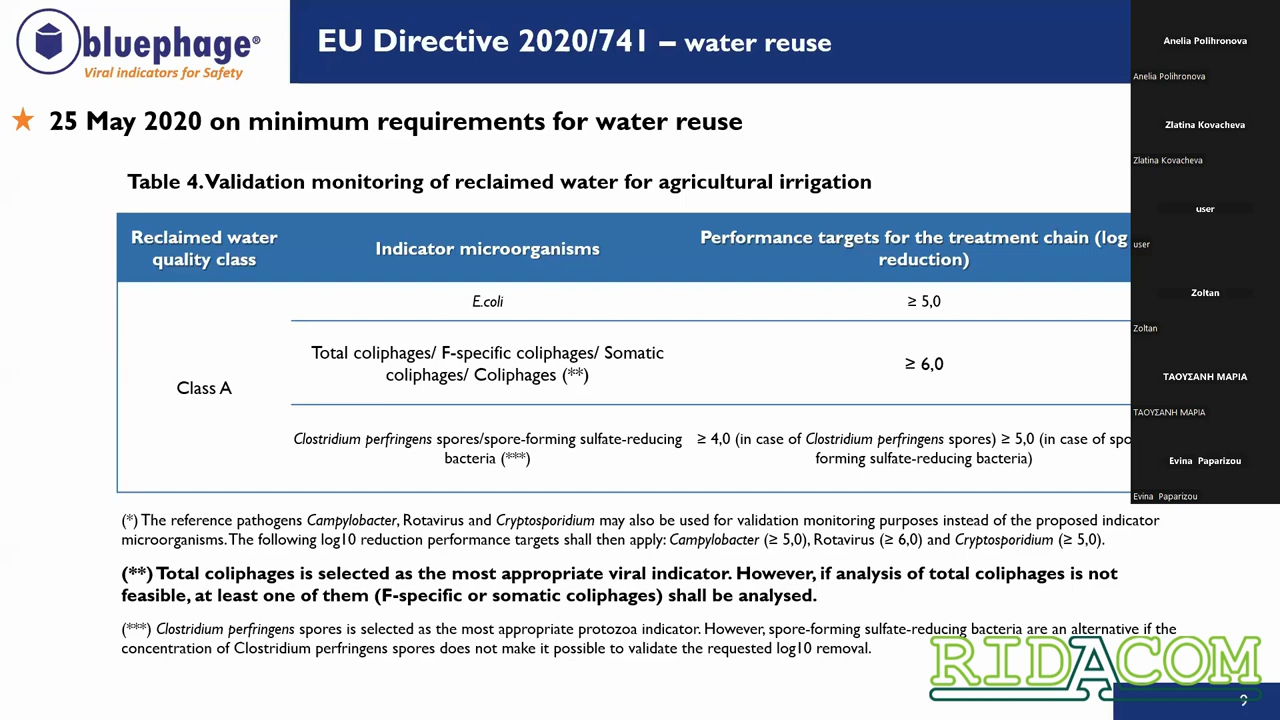 bluephage®
Viral indicators for Safety
EU Directive 2020/741 – water reuse
★ 25 May 2020 on minimum requirements for water reuse
Table 4. Validation monitoring of reclaimed water for agricultural irrigation
Reclaimed water
quality class
Indicator microorganisms
Performance targets for the treatment chain (log
reduction)
Class A
E.coli
≥ 5,0
Total coliphages/ F-specific coliphages/ Somatic
coliphages/ Coliphages (**)
≥ 6,0
Clostridium perfringens spores/spore-forming sulfate-reducing
bacteria (***)
≥ 4,0 (in case of Clostridium perfringens spores) ≥ 5,0 (in case of spo
forming sulfate-reducing bacteria)
(*) The reference pathogens Campylobacter, Rotavirus and Cryptosporidium may also be used for validation monitoring purposes instead of the proposed indicator
microorganisms. The following log10 reduction performance targets shall then apply: Campylobacter (≥ 5,0), Rotavirus (≥ 6,0) and Cryptosporidium (≥ 5,0).
(**) Total coliphages is selected as the most appropriate viral indicator. However, if analysis of total coliphages is not
feasible, at least one of them (F-specific or somatic coliphages) shall be analysed.
(***) Clostridium perfringens spores is selected as the most appropriate protozoa indicator. However, spore-forming sulfate-reducing bacteria are an alternative if the
concentration of Clostridium perfringens spores does not make it possible to validate the requested log10 removal.
Anelia Polihronova
Anelia Polihronova
Zlatina Kovacheva
Zlatina Kovacheva
user
user
Zoltan
Zoltan
ΤΑΟΥΣΑΝΗ ΜΑΡΙΑ
ΤΑΟΥΣΑΝΗ ΜΑΡΙΑ
Evina Paparizou
Evina Paparizou
RIDACOM
9